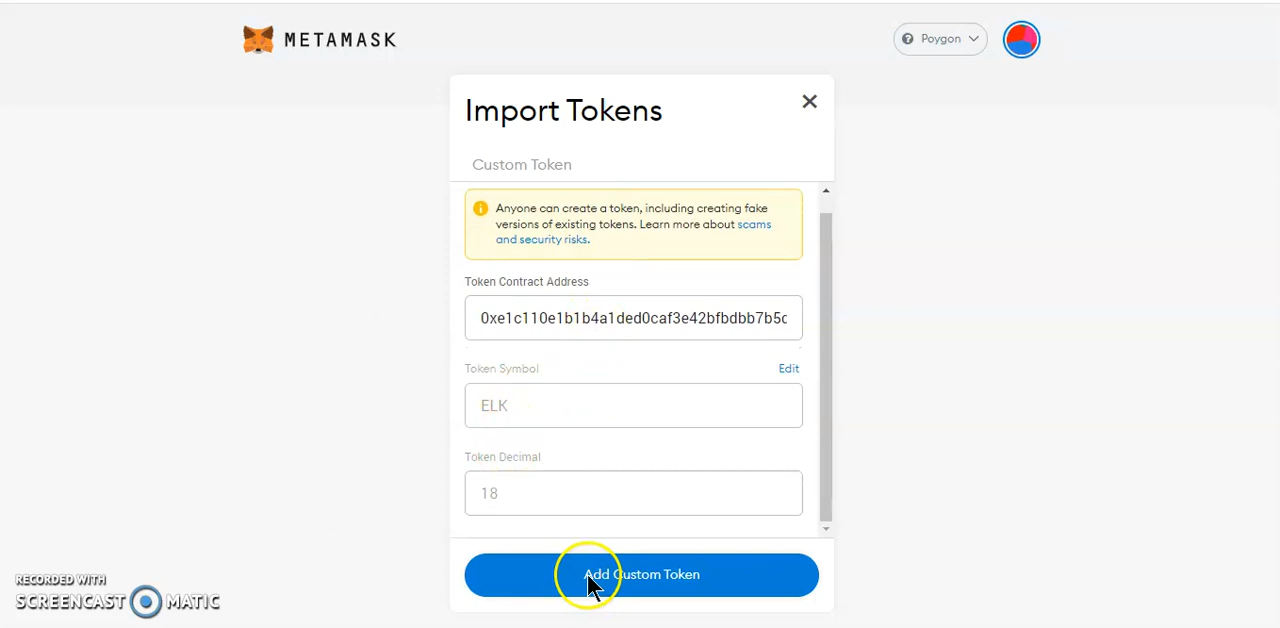 METAMASK
Poygon
Import Tokens
Custom Token
Anyone can create a token, including creating fake
versions of existing tokens. Learn more about scams
and security risks.
Token Contract Address
0xe1c110e1b1b4a1ded0caf3e42bfbdbb7b5c
Token Symbol
Edit
ELK
Token Decimal
18
Add Custom Token
RECORDED WITH
SCREENCAST MATIC